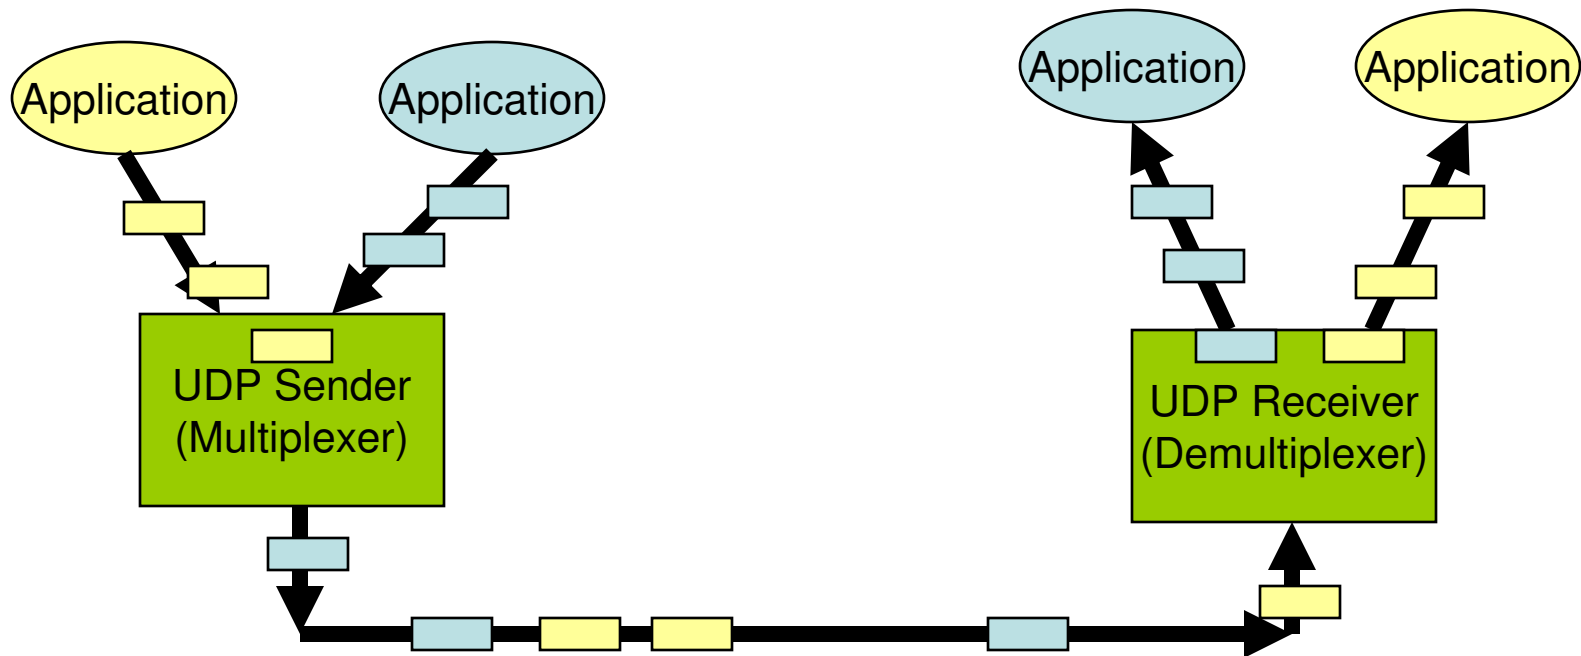 Application
Application
Application
Application
UDP Sender
(Multiplexer)
UDP Receiver
(Demultiplexer)